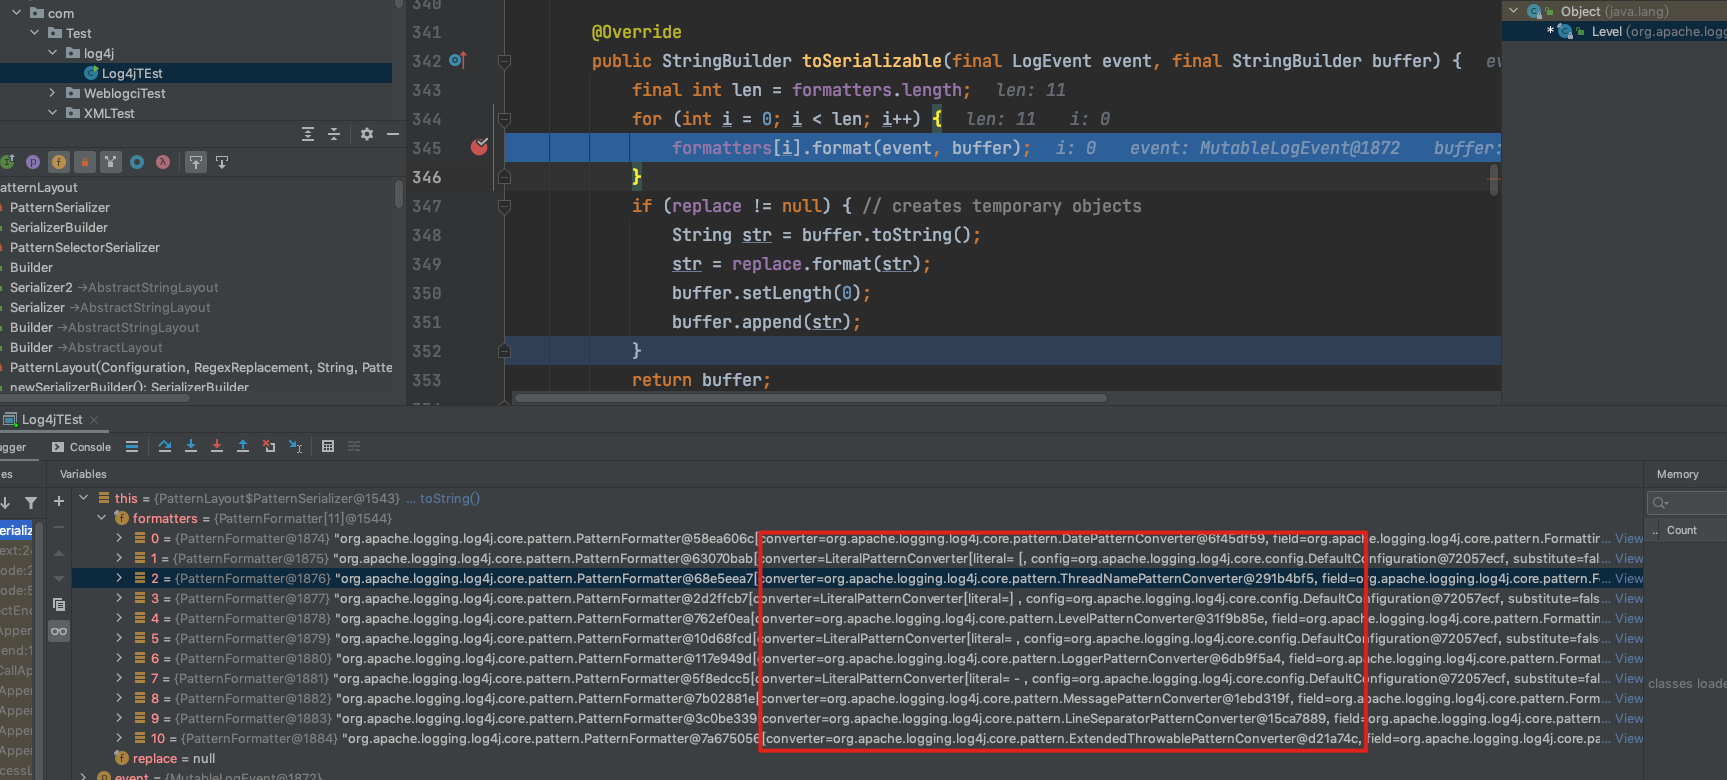 com
Test
log4j
Log4jTEst
WeblogciTest
XMLTest
atternLayout
PatternSerializer
SerializerBuilder
PatternSelectorSerializer
Builder
Serializer2 →AbstractStringLayout
Serializer →AbstractStringLayout
Builder →AbstractStringLayout
Builder →AbstractLayout
PatternLayout(Configuration, RegexReplacement, String, Patte
newSerializerBuilder(): SerializerBuilder
340
341 @Override
342 public StringBuilder toSerializable(final LogEvent event, final StringBuilder buffer) { ev
343 final int len = formatters.length; len: 11
344 for (int i = 0; i < len; i++) { len: 11 i: 0
345 formatters[i].format(event, buffer); i: 0 event: MutableLogEvent@1872 buffer:
346 }
347 if (replace != null) { // creates temporary objects
348 String str = buffer.toString();
349 str = replace.format(str);
350 buffer.setLength(0);
351 buffer.append(str);
352 }
353 return buffer;
Object (java.lang)
* Level (org.apache.logg
Log4jTEst ×
ugger Console
es Variables Memory
this = {PatternLayout$PatternSerializer@1543} ... toString()
formatters = {PatternFormatter[11]@1544}
0 = {PatternFormatter@1874} "org.apache.logging.log4j.core.pattern.PatternFormatter@58ea606c[converter=org.apache.logging.log4j.core.pattern.DatePatternConverter@6f45df59, field=org.apache.logging.log4j.core.pattern.Formattin... View
1 = {PatternFormatter@1875} "org.apache.logging.log4j.core.pattern.PatternFormatter@63070bab[converter=LiteralPatternConverter[literal= [, config=org.apache.logging.log4j.core.config.DefaultConfiguration@72057ecf, substitute=fals... View
2 = {PatternFormatter@1876} "org.apache.logging.log4j.core.pattern.PatternFormatter@68e5eea7[converter=org.apache.logging.log4j.core.pattern.ThreadNamePatternConverter@291b4bf5, field=org.apache.logging.log4j.core.pattern.F... View
3 = {PatternFormatter@1877} "org.apache.logging.log4j.core.pattern.PatternFormatter@2d2ffcb7[converter=LiteralPatternConverter[literal=] , config=org.apache.logging.log4j.core.config.DefaultConfiguration@72057ecf, substitute=fals... View
4 = {PatternFormatter@1878} "org.apache.logging.log4j.core.pattern.PatternFormatter@762ef0ea[converter=org.apache.logging.log4j.core.pattern.LevelPatternConverter@31f9b85e, field=org.apache.logging.log4j.core.pattern.Formattin... View
5 = {PatternFormatter@1879} "org.apache.logging.log4j.core.pattern.PatternFormatter@10d68fcd[converter=LiteralPatternConverter[literal= , config=org.apache.logging.log4j.core.config.DefaultConfiguration@72057ecf, substitute=false... View
6 = {PatternFormatter@1880} "org.apache.logging.log4j.core.pattern.PatternFormatter@117e949d[converter=org.apache.logging.log4j.core.pattern.LoggerPatternConverter@6db9f5a4, field=org.apache.logging.log4j.core.pattern.Format... View
7 = {PatternFormatter@1881} "org.apache.logging.log4j.core.pattern.PatternFormatter@5f8edcc5[converter=LiteralPatternConverter[literal= - , config=org.apache.logging.log4j.core.config.DefaultConfiguration@72057ecf, substitute=fals... View
8 = {PatternFormatter@1882} "org.apache.logging.log4j.core.pattern.PatternFormatter@7b02881e[converter=org.apache.logging.log4j.core.pattern.MessagePatternConverter@1ebd319f, field=org.apache.logging.log4j.core.pattern.Form... View
9 = {PatternFormatter@1883} "org.apache.logging.log4j.core.pattern.PatternFormatter@3c0be339[converter=org.apache.logging.log4j.core.pattern.LineSeparatorPatternConverter@15ca7889, field=org.apache.logging.log4j.core.pattern... View
10 = {PatternFormatter@1884} "org.apache.logging.log4j.core.pattern.PatternFormatter@7a675056[converter=org.apache.logging.log4j.core.pattern.ExtendedThrowablePatternConverter@d21a74c, field=org.apache.logging.log4j.core.pa... View
replace = null
event = {MutableLogEvent@1872}
Count
classes loade
erializ
ext:24
ode:
ode:5
ectEnd
Appen
end:1
CallAp
Appen
Appen
Appen
Appen
ocessL